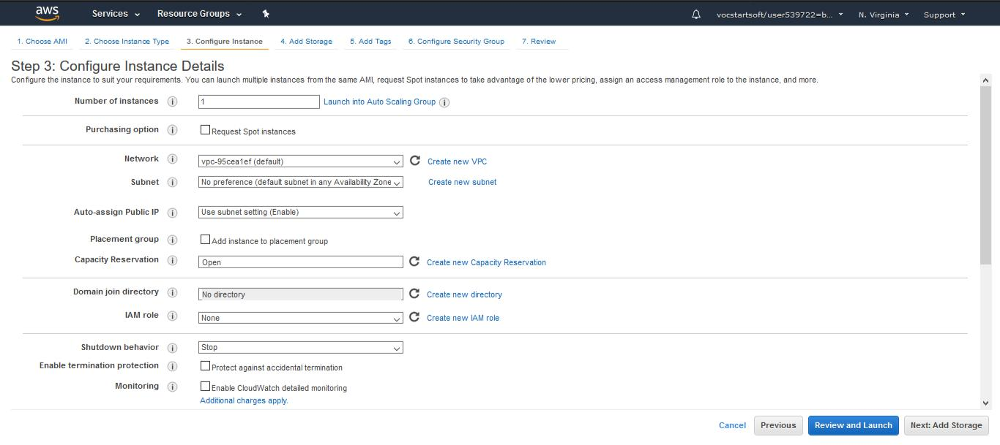 aws Services Resource Groups vocstartsoft/user539722=b... N. Virginia Support
1. Choose AMI 2. Choose Instance Type 3. Configure Instance 4. Add Storage 5. Add Tags 6. Configure Security Group 7. Review
Step 3: Configure Instance Details
Configure the instance to suit your requirements. You can launch multiple instances from the same AMI, request Spot instances to take advantage of the lower pricing, assign an access management role to the instance, and more.
Number of instances i 1 Launch into Auto Scaling Group i
Purchasing option i Request Spot instances
Network i vpc-95cea1ef (default) Create new VPC
Subnet i No preference (default subnet in any Availability Zone Create new subnet
Auto-assign Public IP i Use subnet setting (Enable)
Placement group i Add instance to placement group
Capacity Reservation i Open Create new Capacity Reservation
Domain join directory i No directory Create new directory
IAM role i None Create new IAM role
Shutdown behavior i Stop
Enable termination protection i Protect against accidental termination
Monitoring i Enable CloudWatch detailed monitoring
Additional charges apply.
Cancel Previous Review and Launch Next: Add Storage